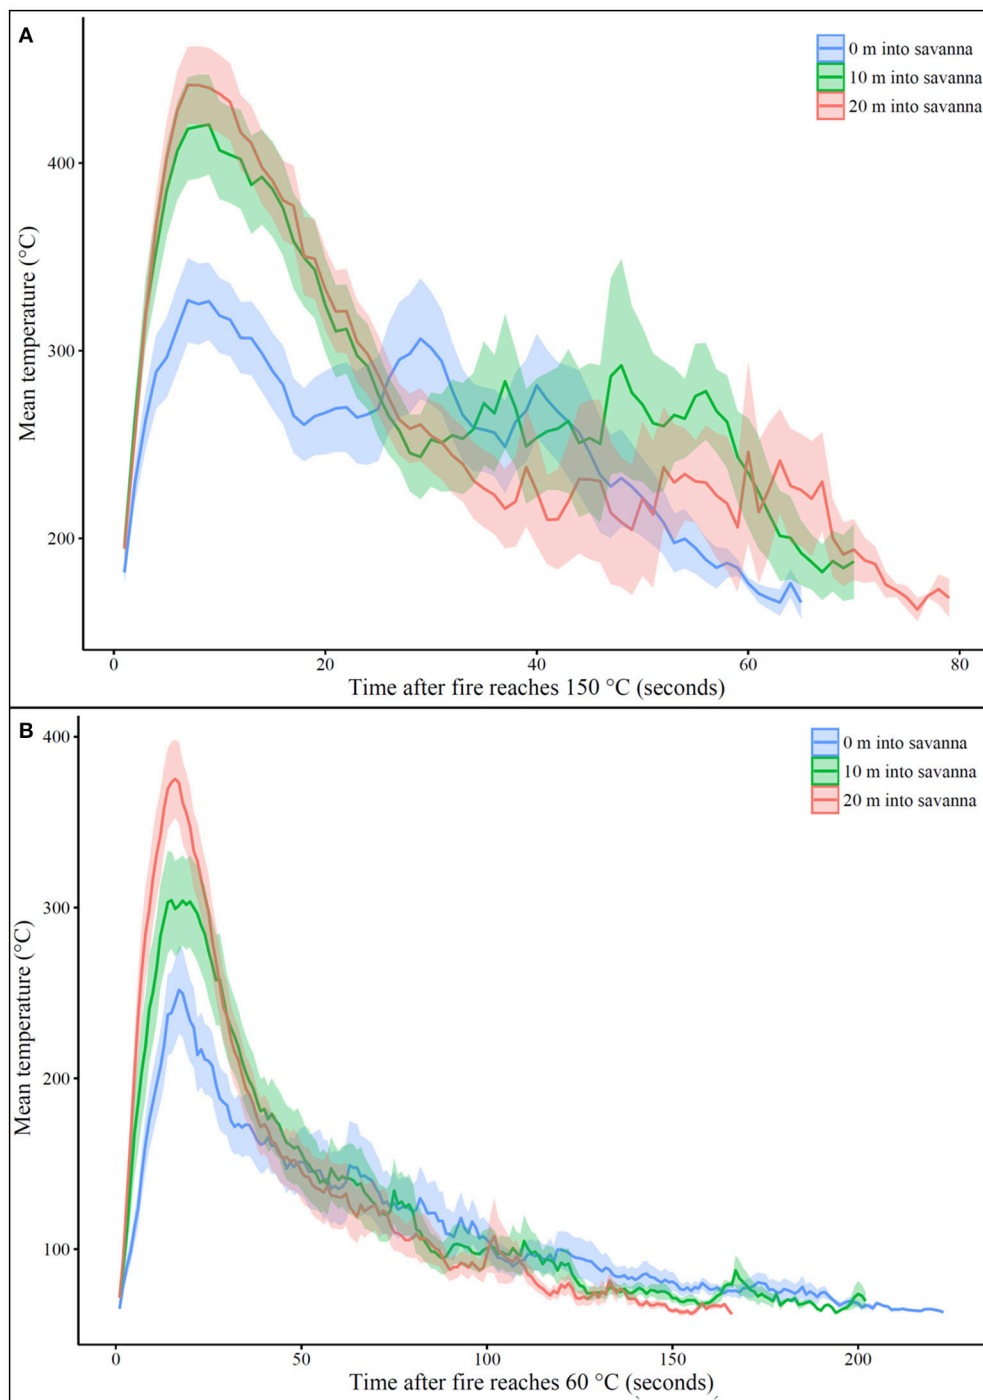 A
0 m into savanna
10 m into savanna
20 m into savanna
400
300
200
Mean temperature (°C)
0 20 40 60 80
Time after fire reaches 150 °C (seconds)
B
0 m into savanna
10 m into savanna
20 m into savanna
400
300
200
100
Mean temperature (°C)
0 50 100 150 200
Time after fire reaches 60 °C (seconds)